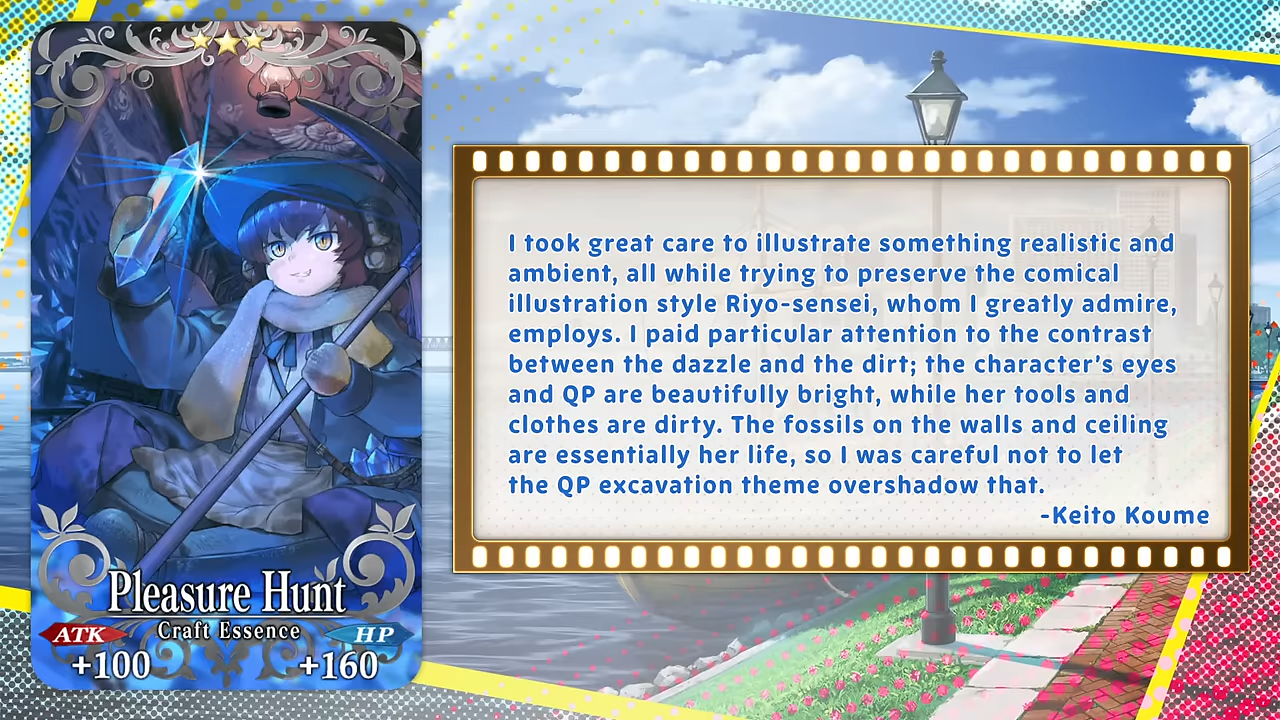 Pleasure Hunt
Craft Essence
ATK
HP
+100
+160
I took great care to illustrate something realistic and
ambient, all while trying to preserve the comical
illustration style Riyo-sensei, whom I greatly admire,
employs. I paid particular attention to the contrast
between the dazzle and the dirt; the character's eyes
and QP are beautifully bright, while her tools and
clothes are dirty. The fossils on the walls and ceiling
are essentially her life, so I was careful not to let
the QP excavation theme overshadow that.
-Keito Koume